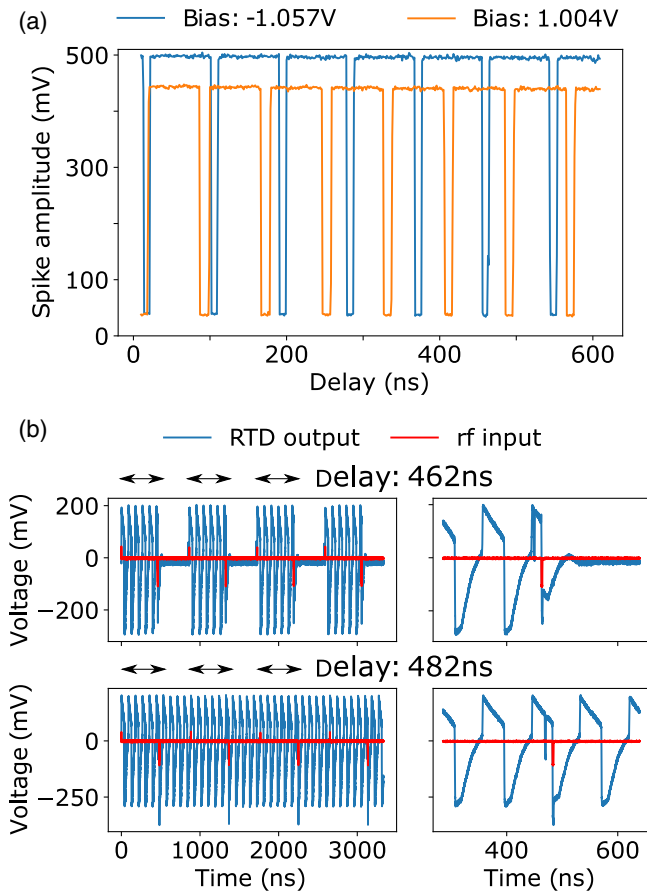 (a)
Bias: -1.057V
Bias: 1.004V
Spike amplitude (mV)
500
300
100
0
0
200
400
600
Delay (ns)
(b)
RTD output
rf input
Delay: 462ns
Voltage (mV)
200
0
−200
Delay: 482ns
Voltage (mV)
0
−250
0
1000
2000
3000
Time (ns)
400
600
Time (ns)